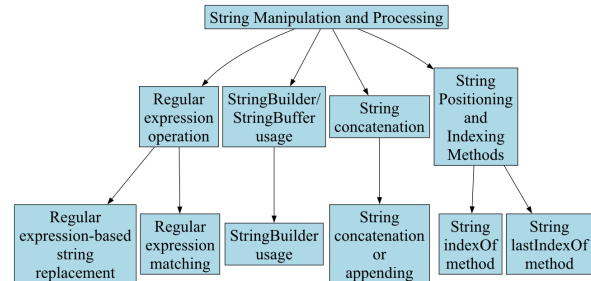 String Manipulation and Processing
Regular
expression
operation
StringBuilder/
StringBuffer
usage
String
concatenation
String
Positioning
and
Indexing
Methods
Regular
expression-based
string
replacement
Regular
expression
matching
StringBuilder
usage
String
concatenation
or
appending
String
indexOf
method
String
lastIndexOf
method